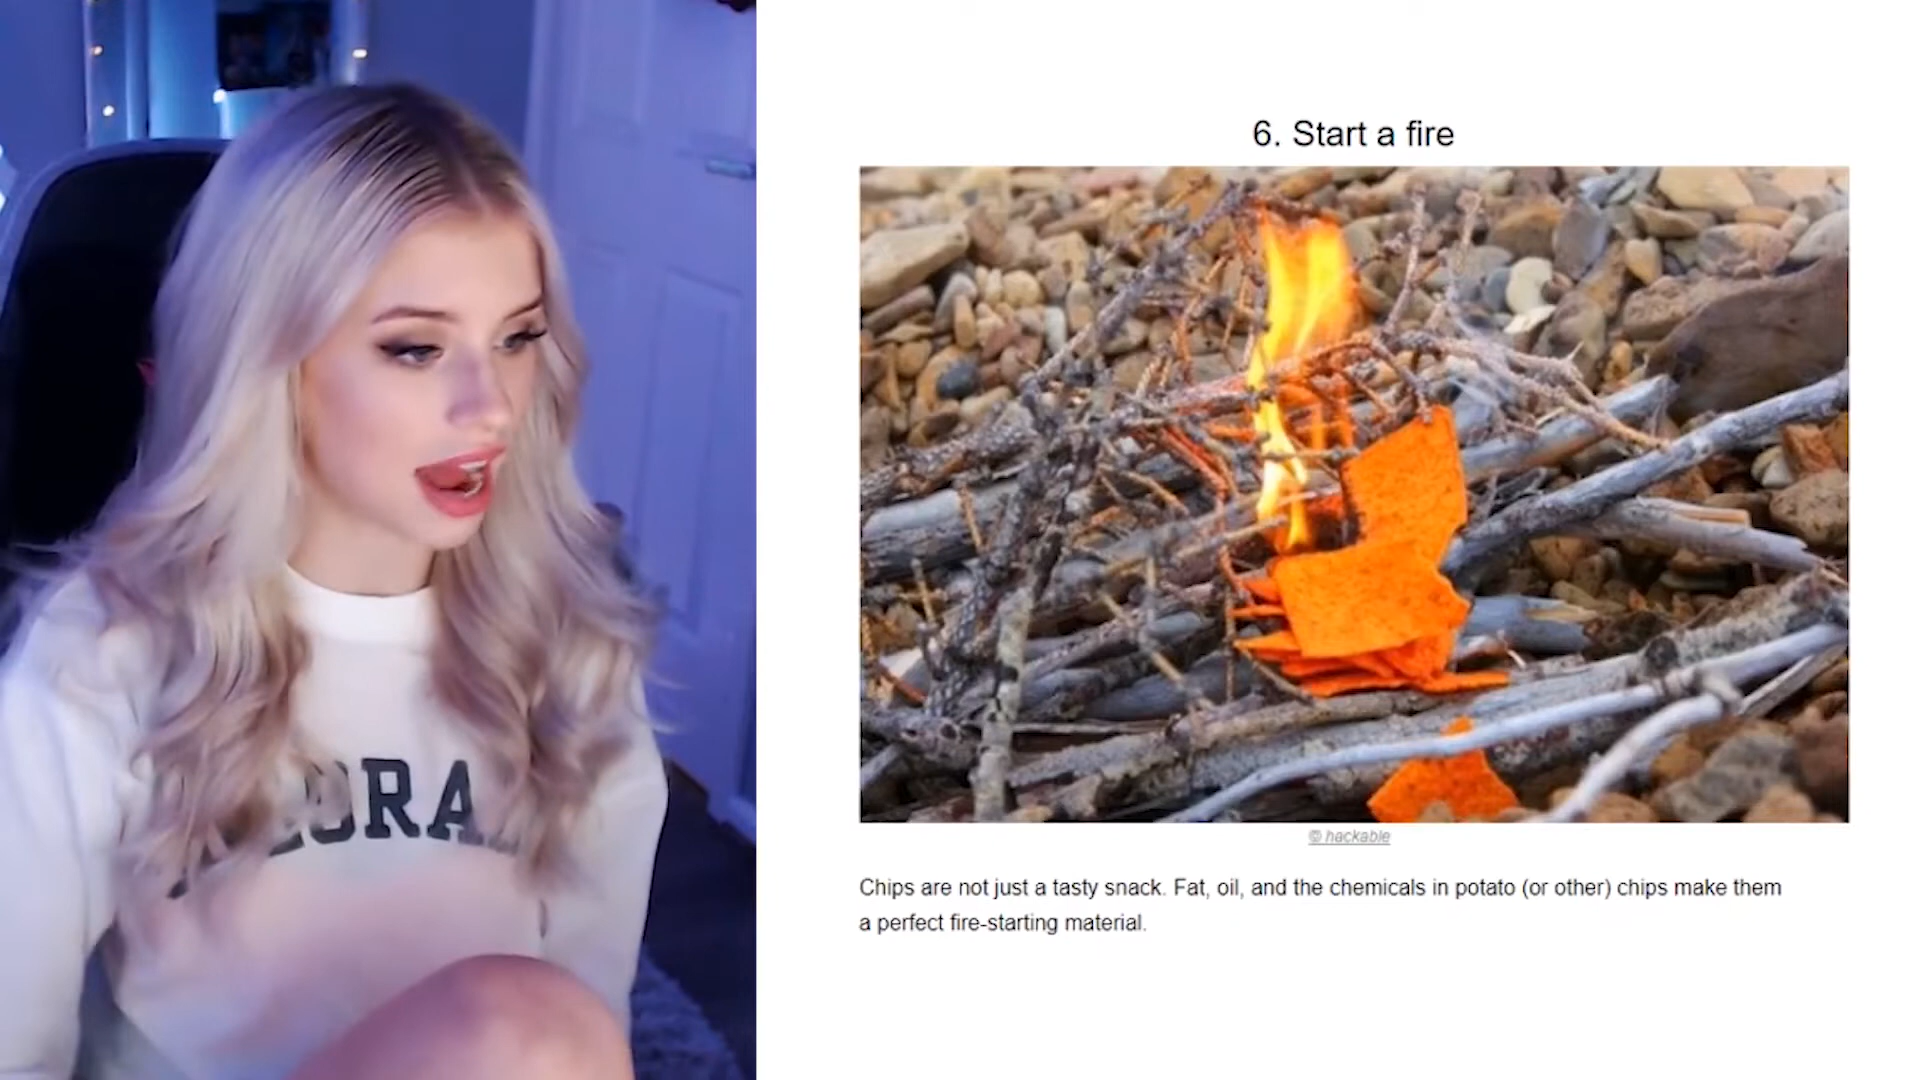 6. Start a fire
© hackable
Chips are not just a tasty snack. Fat, oil, and the chemicals in potato (or other) chips make them
a perfect fire-starting material.